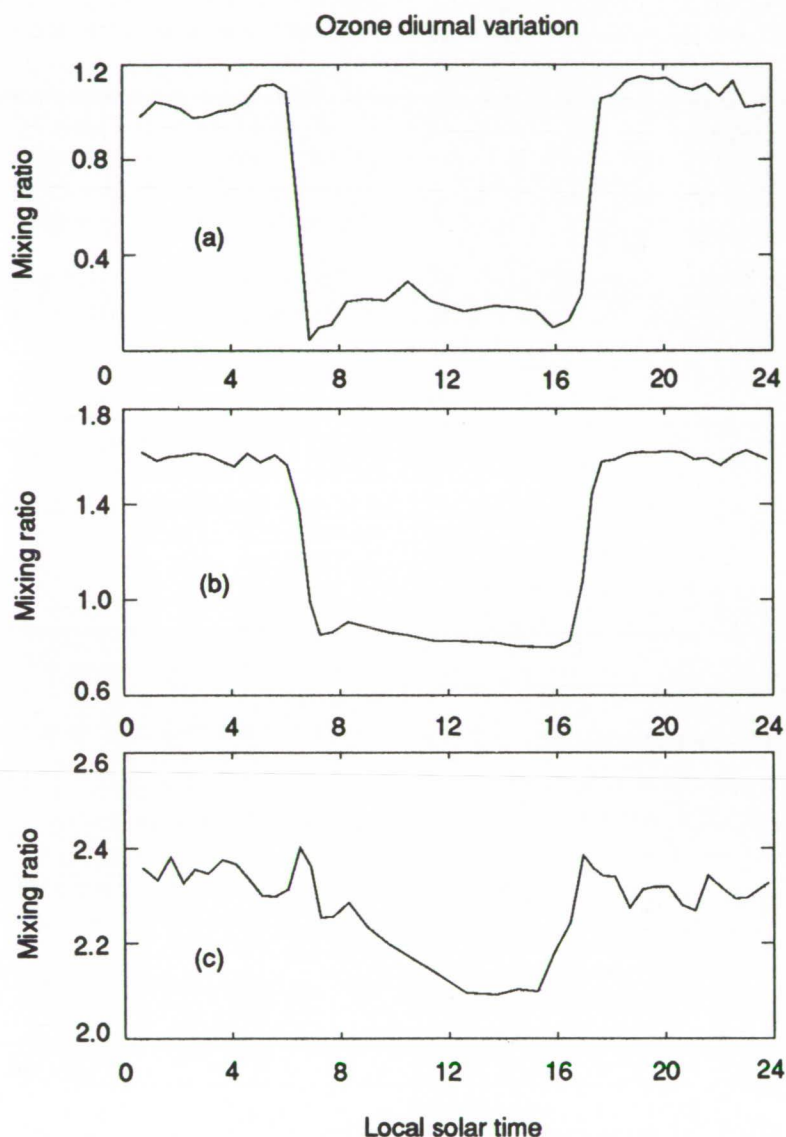 Ozone diurnal variation
1.2
0.8
0.4
0
Mixing ratio
(a)
4 8 12 16 20 24
1.8
1.4
1.0
0.6
Mixing ratio
(b)
0 4 8 12 16 20 24
2.6
2.4
2.2
2.0
Mixing ratio
(c)
0 4 8 12 16 20 24
Local solar time